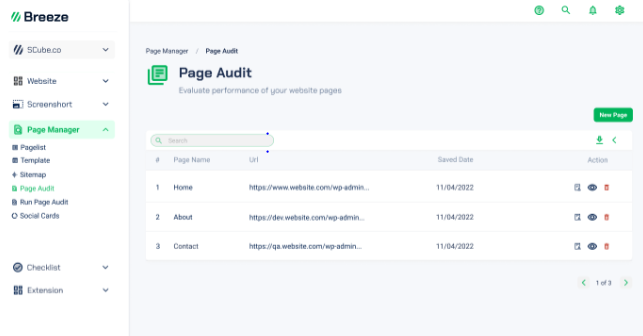 Breeze
SCube.co
Website
Screenshort
Page Manager
Pagelist
Template
Sitemap
Page Audit
Run Page Audit
Social Cards
Checklist
Extension
Page Manager / Page Audit
Page Audit
Evaluate performance of your website pages
New Page
Search
# Page Name Url Saved Date Action
1 Home https://www.website.com/wp-admin... 11/04/2022
2 About https://dev.website.com/wp-admin... 11/04/2022
3 Contact https://qa.website.com/wp-admin... 11/04/2022
1 of 3